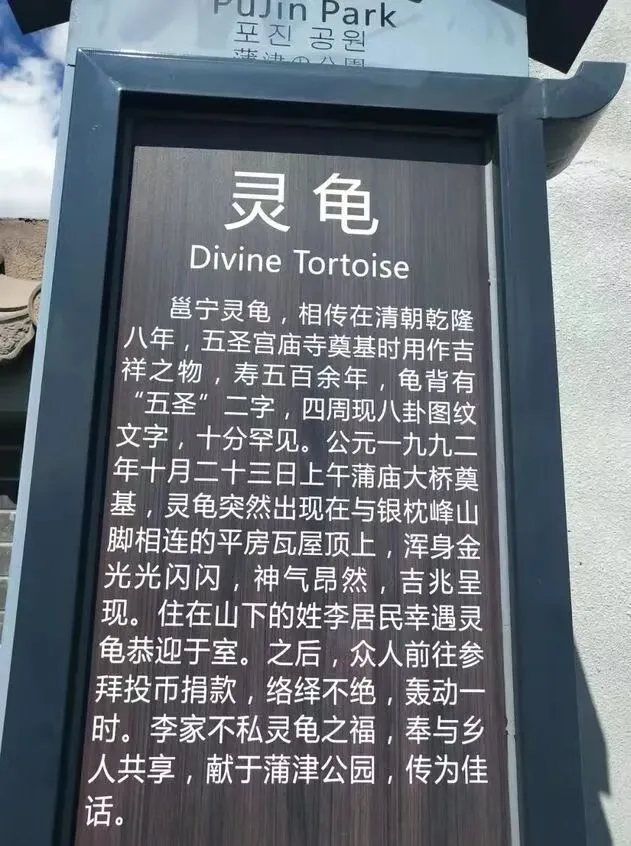 PuJin Park
포진 공원
蒲津の公園
灵龟
Divine Tortoise
邕宁灵龟，相传在清朝乾隆
八年，五圣宫庙寺奠基时用作吉
祥之物，寿五百余年，龟背有
“五圣”二字，四周现八卦图纹
文字，十分罕见。公元一九九二
年十月二十三日上午蒲庙大桥奠
基，灵龟突然出现在与银枕峰山
脚相连的平房瓦屋顶上，浑身金
光光闪闪，神气昂然，吉兆呈
现。住在山下的姓李居民幸遇灵
龟恭迎于室。之后，众人前往参
拜投币捐款，络绎不绝，轰动一
时。李家不私灵龟之福，奉与乡
人共享，献于蒲津公园，传为佳
话。